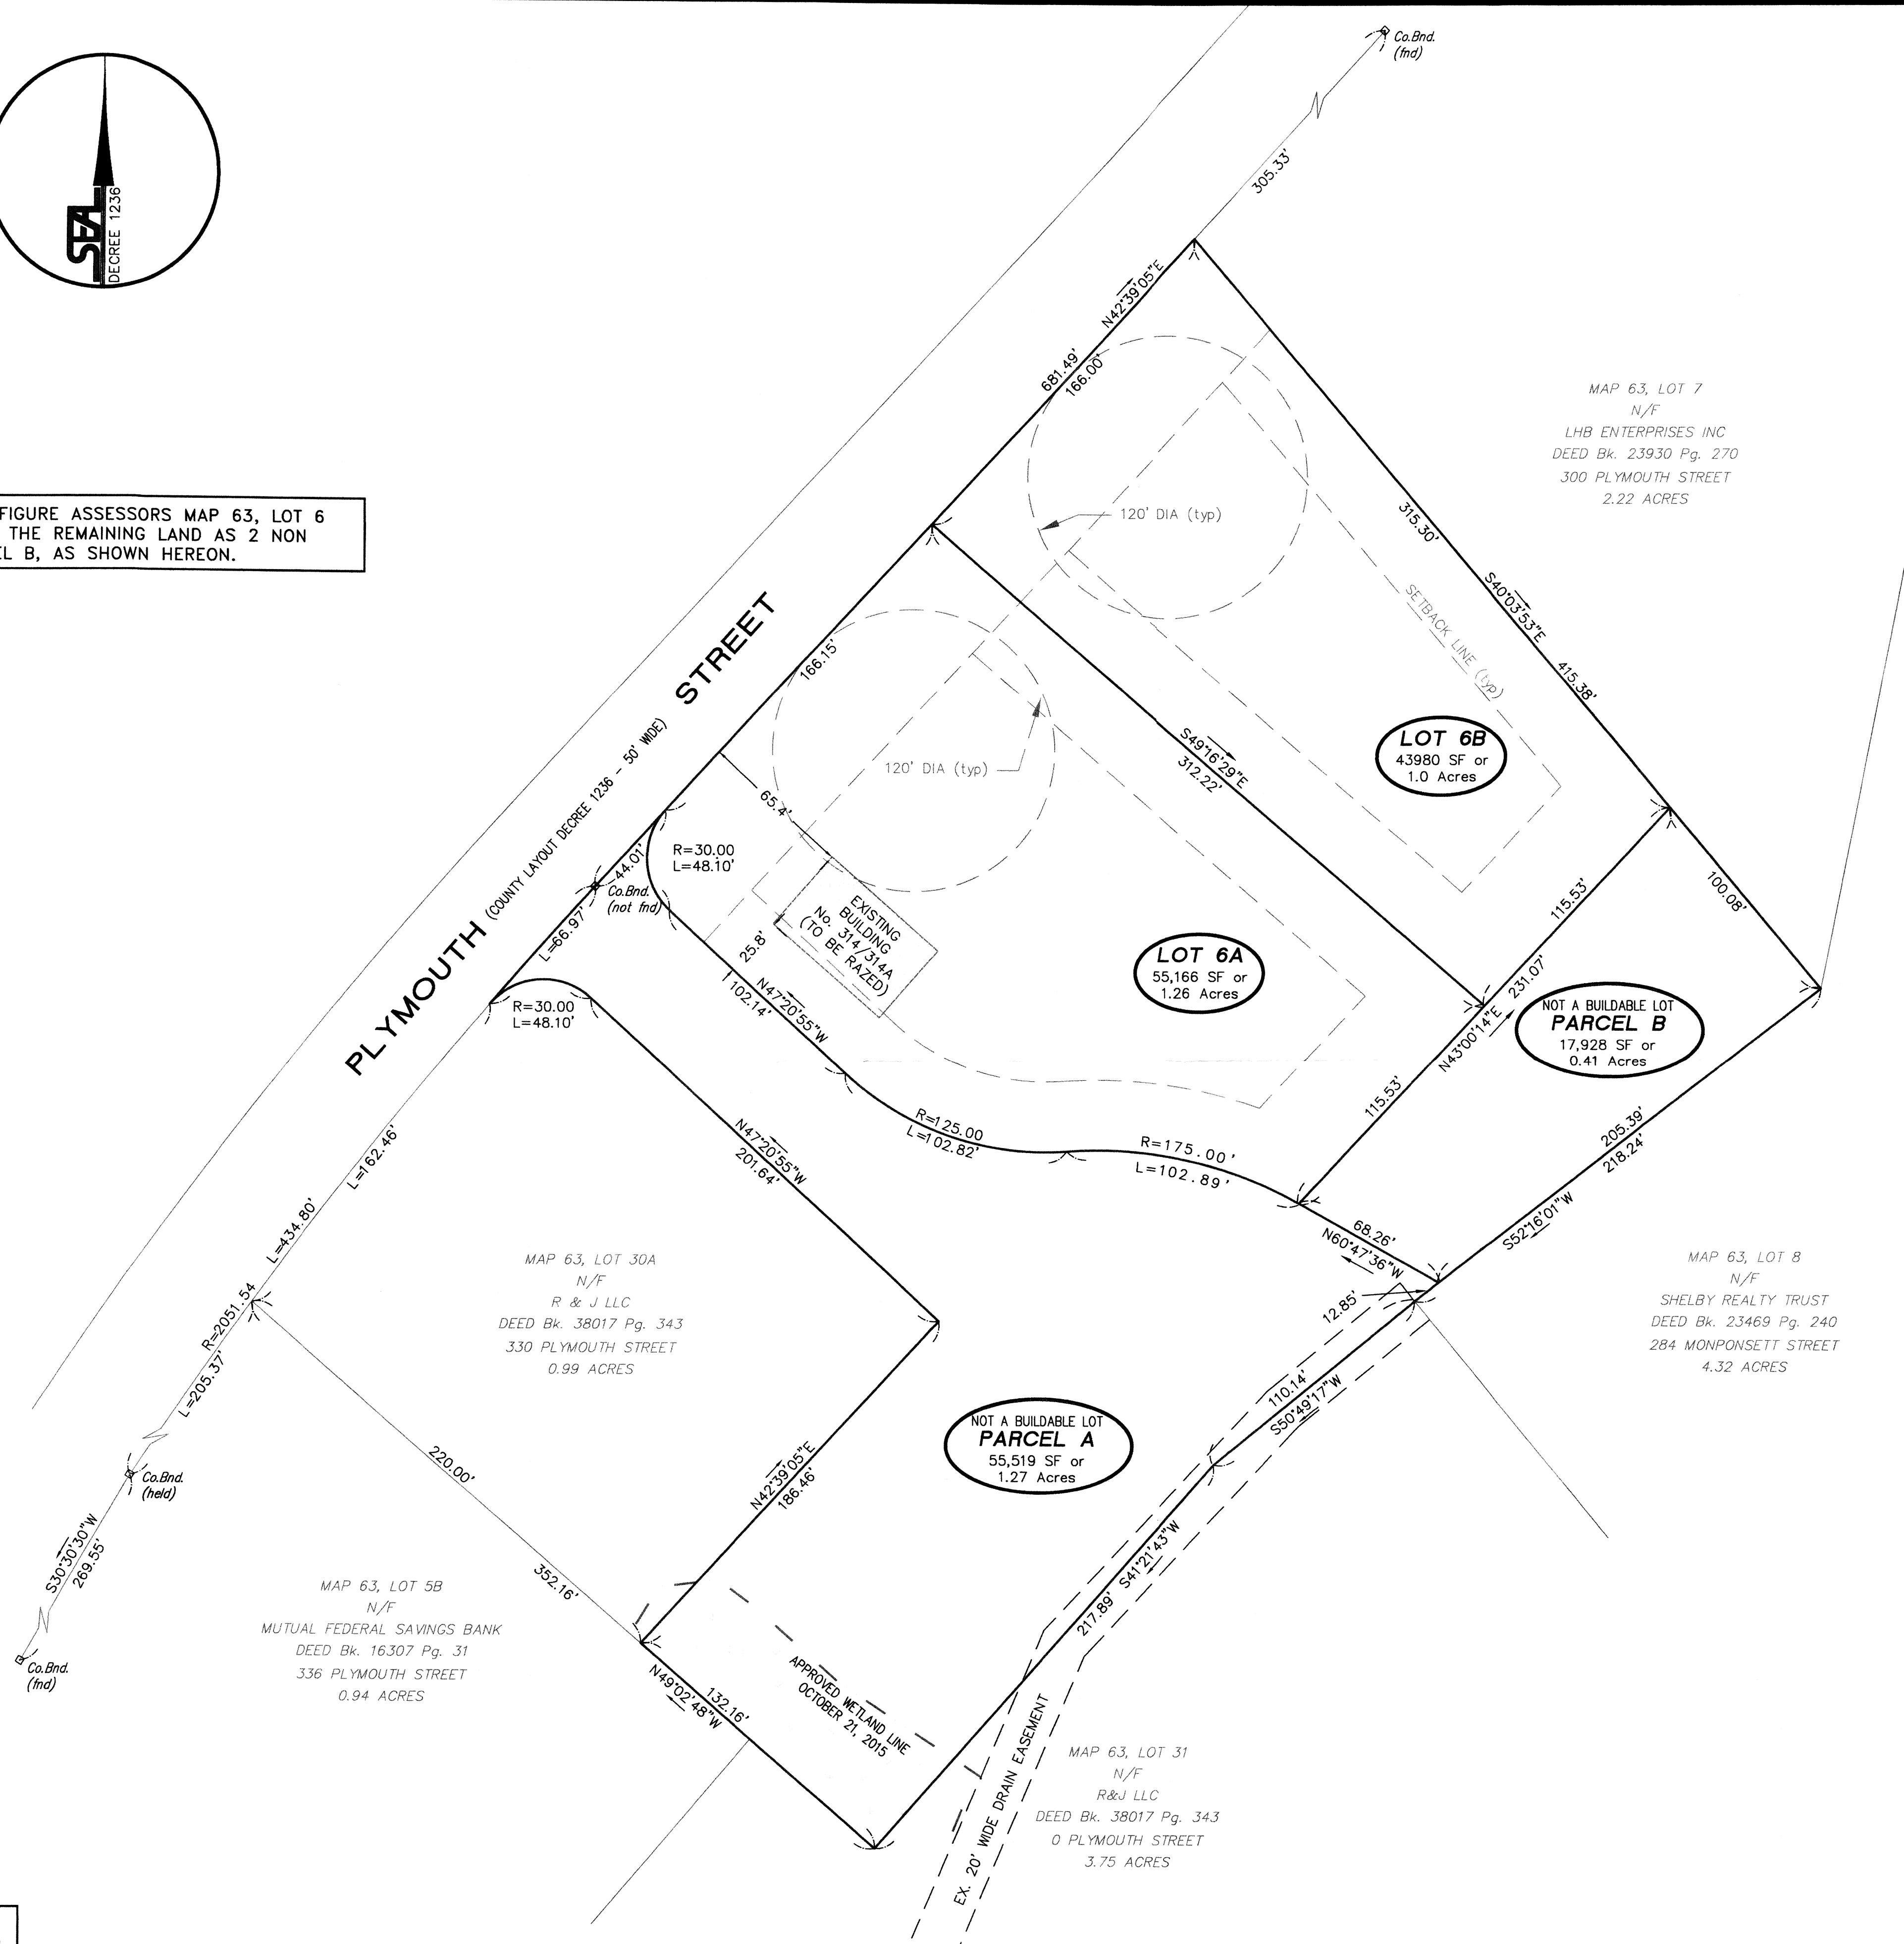 Co.Bnd.
(fnd)
SEA
DECREE 1236
305.33'
N42°39'05"E
681.49'
166.00'
MAP 63, LOT 7
N/F
LHB ENTERPRISES INC
DEED Bk. 23930 Pg. 270
300 PLYMOUTH STREET
2.22 ACRES
FIGURE ASSESSORS MAP 63, LOT 6
THE REMAINING LAND AS 2 NON
EL B, AS SHOWN HEREON.
120' DIA (typ)
315.30'
S40°03'53"E
415.38'
SETBACK LINE (typ)
PLYMOUTH (COUNTY LAYOUT DECREE 1236 - 50' WIDE) STREET
166.15'
LOT 6B
43980 SF or
1.0 Acres
S49°16'29"E
312.22'
120' DIA (typ)
65.4'
R=30.00
L=48.10'
44.01'
Co.Bnd.
(not fnd)
L=66.97'
EXISTING
BUILDING
No. 314/314A
(TO BE RAZED)
25.8'
115.53'
100.08'
LOT 6A
55,166 SF or
1.26 Acres
N47°20'55"W
102.14'
231.07'
N43°00'14"E
115.53'
NOT A BUILDABLE LOT
PARCEL B
17,928 SF or
0.41 Acres
R=30.00
L=48.10'
R=125.00
L=102.82'
R=175.00'
L=102.89'
N47°20'55"W
201.64'
L=162.46'
205.39'
218.24'
S52°16'01"W
68.26'
N60°47'36"W
L=434.80'
MAP 63, LOT 30A
N/F
R & J LLC
DEED Bk. 38017 Pg. 343
330 PLYMOUTH STREET
0.99 ACRES
MAP 63, LOT 8
N/F
SHELBY REALTY TRUST
DEED Bk. 23469 Pg. 240
284 MONPONSETT STREET
4.32 ACRES
12.85'
R=2051.54
L=205.37'
110.14'
S50°49'17"W
NOT A BUILDABLE LOT
PARCEL A
55,519 SF or
1.27 Acres
220.00'
N42°39'05"E
186.46'
Co.Bnd.
(held)
S30°30'30"W
269.55'
352.16'
S41°21'43"W
217.89'
MAP 63, LOT 5B
N/F
MUTUAL FEDERAL SAVINGS BANK
DEED Bk. 16307 Pg. 31
336 PLYMOUTH STREET
0.94 ACRES
Co.Bnd.
(fnd)
132.16'
N49°02'48"W
APPROVED WETLAND LINE
OCTOBER 21, 2015
EX. 20' WIDE DRAIN EASEMENT
MAP 63, LOT 31
N/F
R&J LLC
DEED Bk. 38017 Pg. 343
0 PLYMOUTH STREET
3.75 ACRES